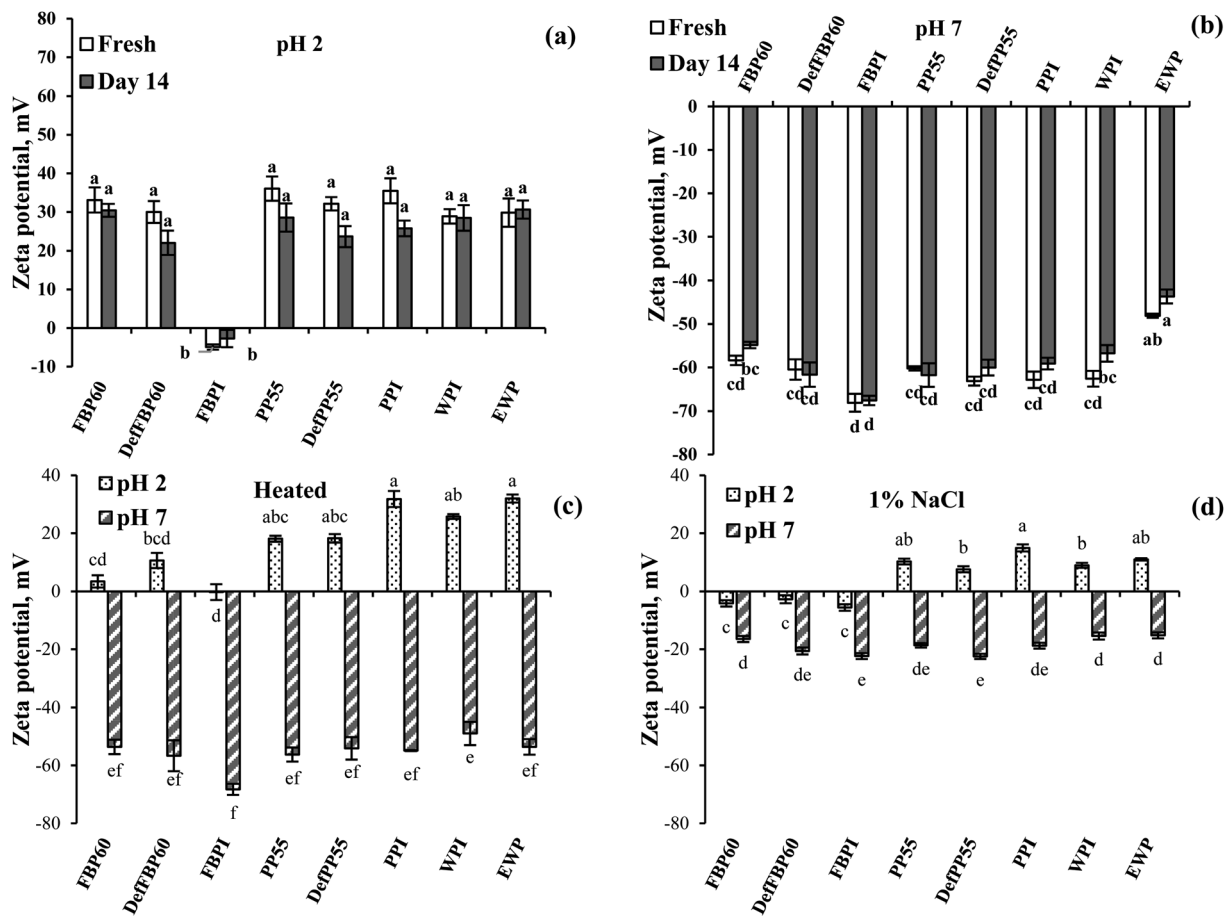 80
70
60
50
40
30
20
10
0
-10
Zeta potential, mV
Fresh
Day 14
pH 2
(a)
a a a a a a a a a a a a a a
b b
FBP60 DefFBP60 FBPI PP55 DefPP55 PPI WPI EWP
Fresh
Day 14
pH 7
(b)
FBP60 DefFBP60 FBPI PP55 DefPP55 PPI WPI EWP
0
-10
-20
-30
-40
-50
-60
-70
-80
Zeta potential, mV
cd bc cd cd d d cd cd cd cd cd cd cd bc ab a
40
20
0
-20
-40
-60
-80
Zeta potential, mV
pH 2
pH 7
Heated
(c)
cd bcd d abc abc a ab a
ef ef f ef ef ef e ef
FBP60 DefFBP60 FBPI PP55 DefPP55 PPI WPI EWP
40
20
0
-20
-40
-60
-80
Zeta potential, mV
pH 2
pH 7
1% NaCl
(d)
c c c ab b a b ab
d de e de e de d d
FBP60 DefFBP60 FBPI PP55 DefPP55 PPI WPI EWP